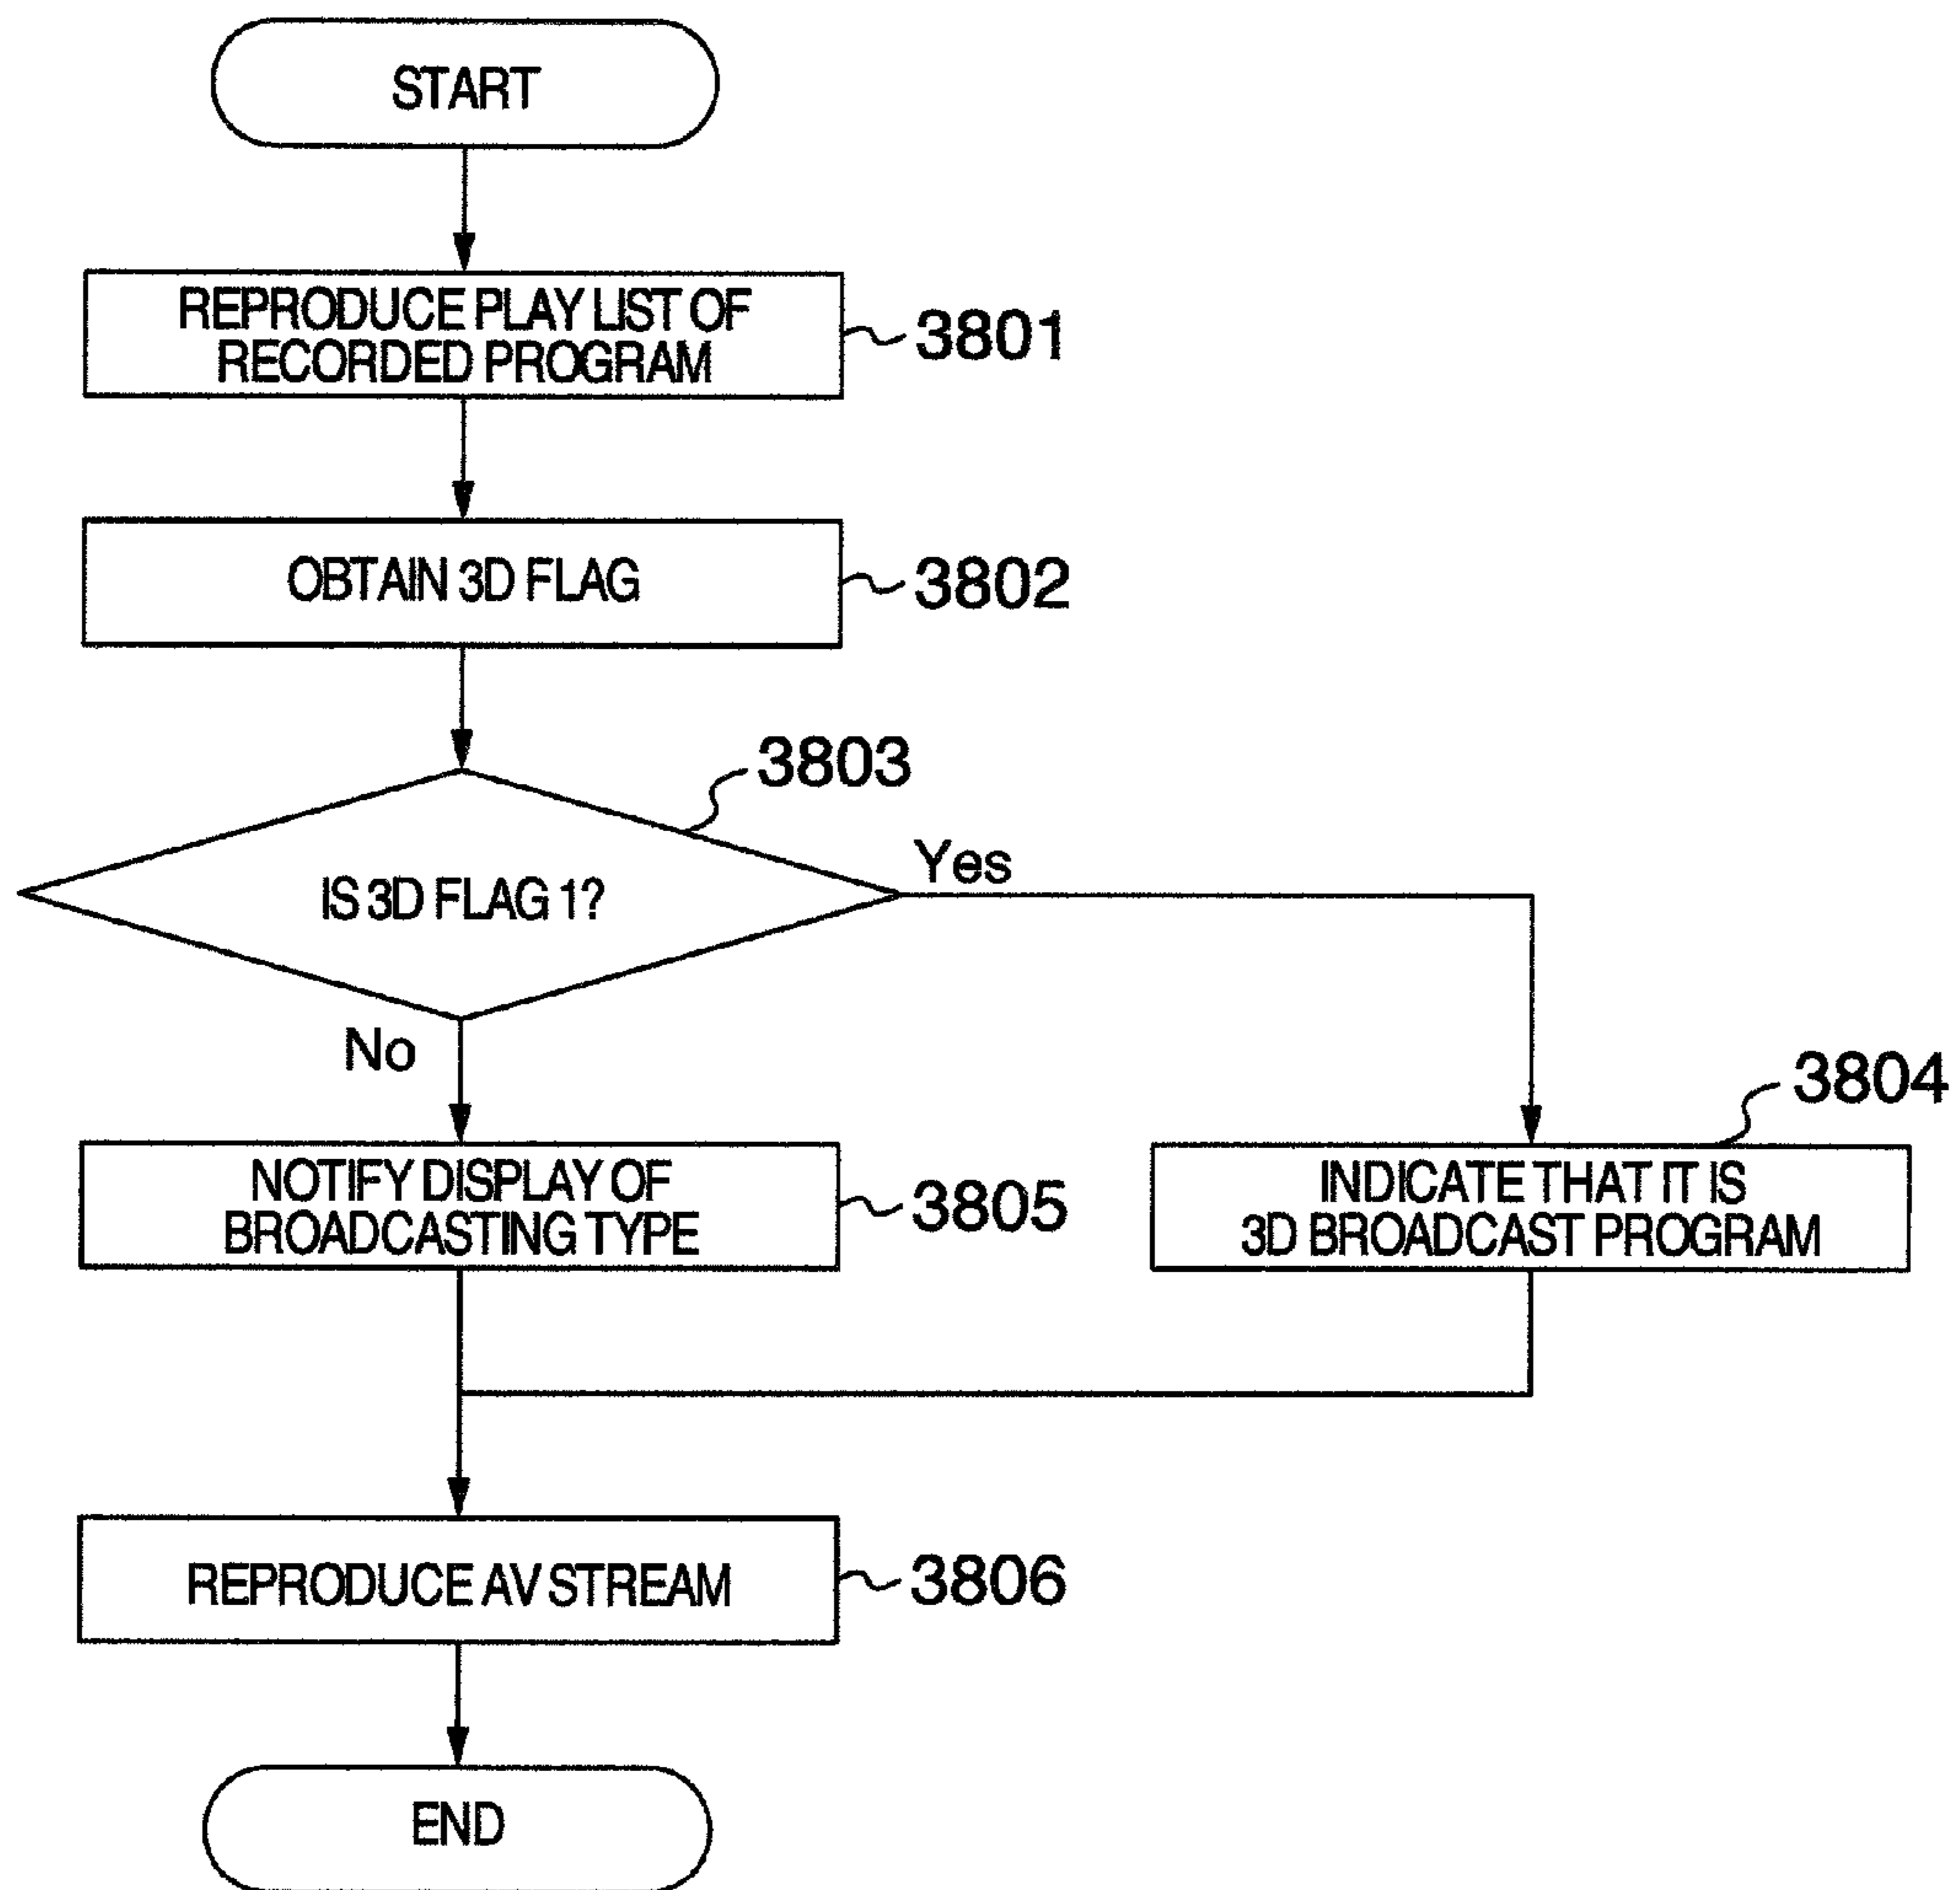 START
REPRODUCE PLAY LIST OF
RECORDED PROGRAM
3801
OBTAIN 3D FLAG
3802
3803
IS 3D FLAG 1?
Yes
No
3804
NOTIFY DISPLAY OF
BROADCASTING TYPE
3805
INDICATE THAT IT IS
3D BROADCAST PROGRAM
REPRODUCE AV STREAM
3806
END